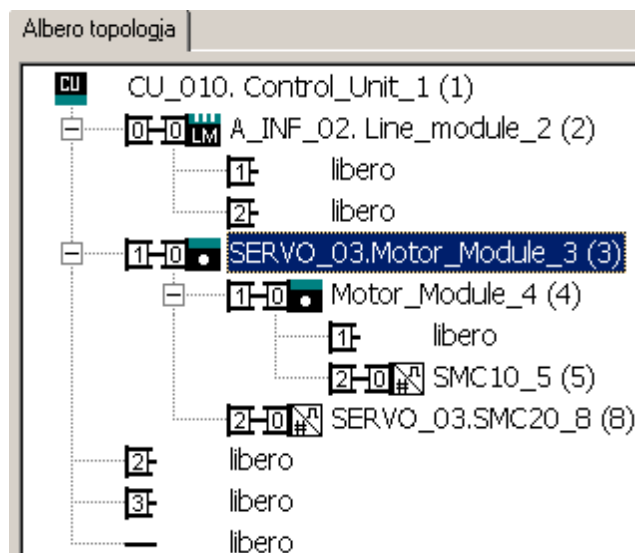 Albero topologia
CU CU_010. Control_Unit_1 (1)
0 0 LM A_INF_02. Line_module_2 (2)
1 libero
2 libero
1 0 SERVO_03.Motor_Module_3 (3)
1 0 Motor_Module_4 (4)
1 libero
2 0 # SMC10_5 (5)
2 0 # SERVO_03.SMC20_8 (8)
2 libero
3 libero
libero